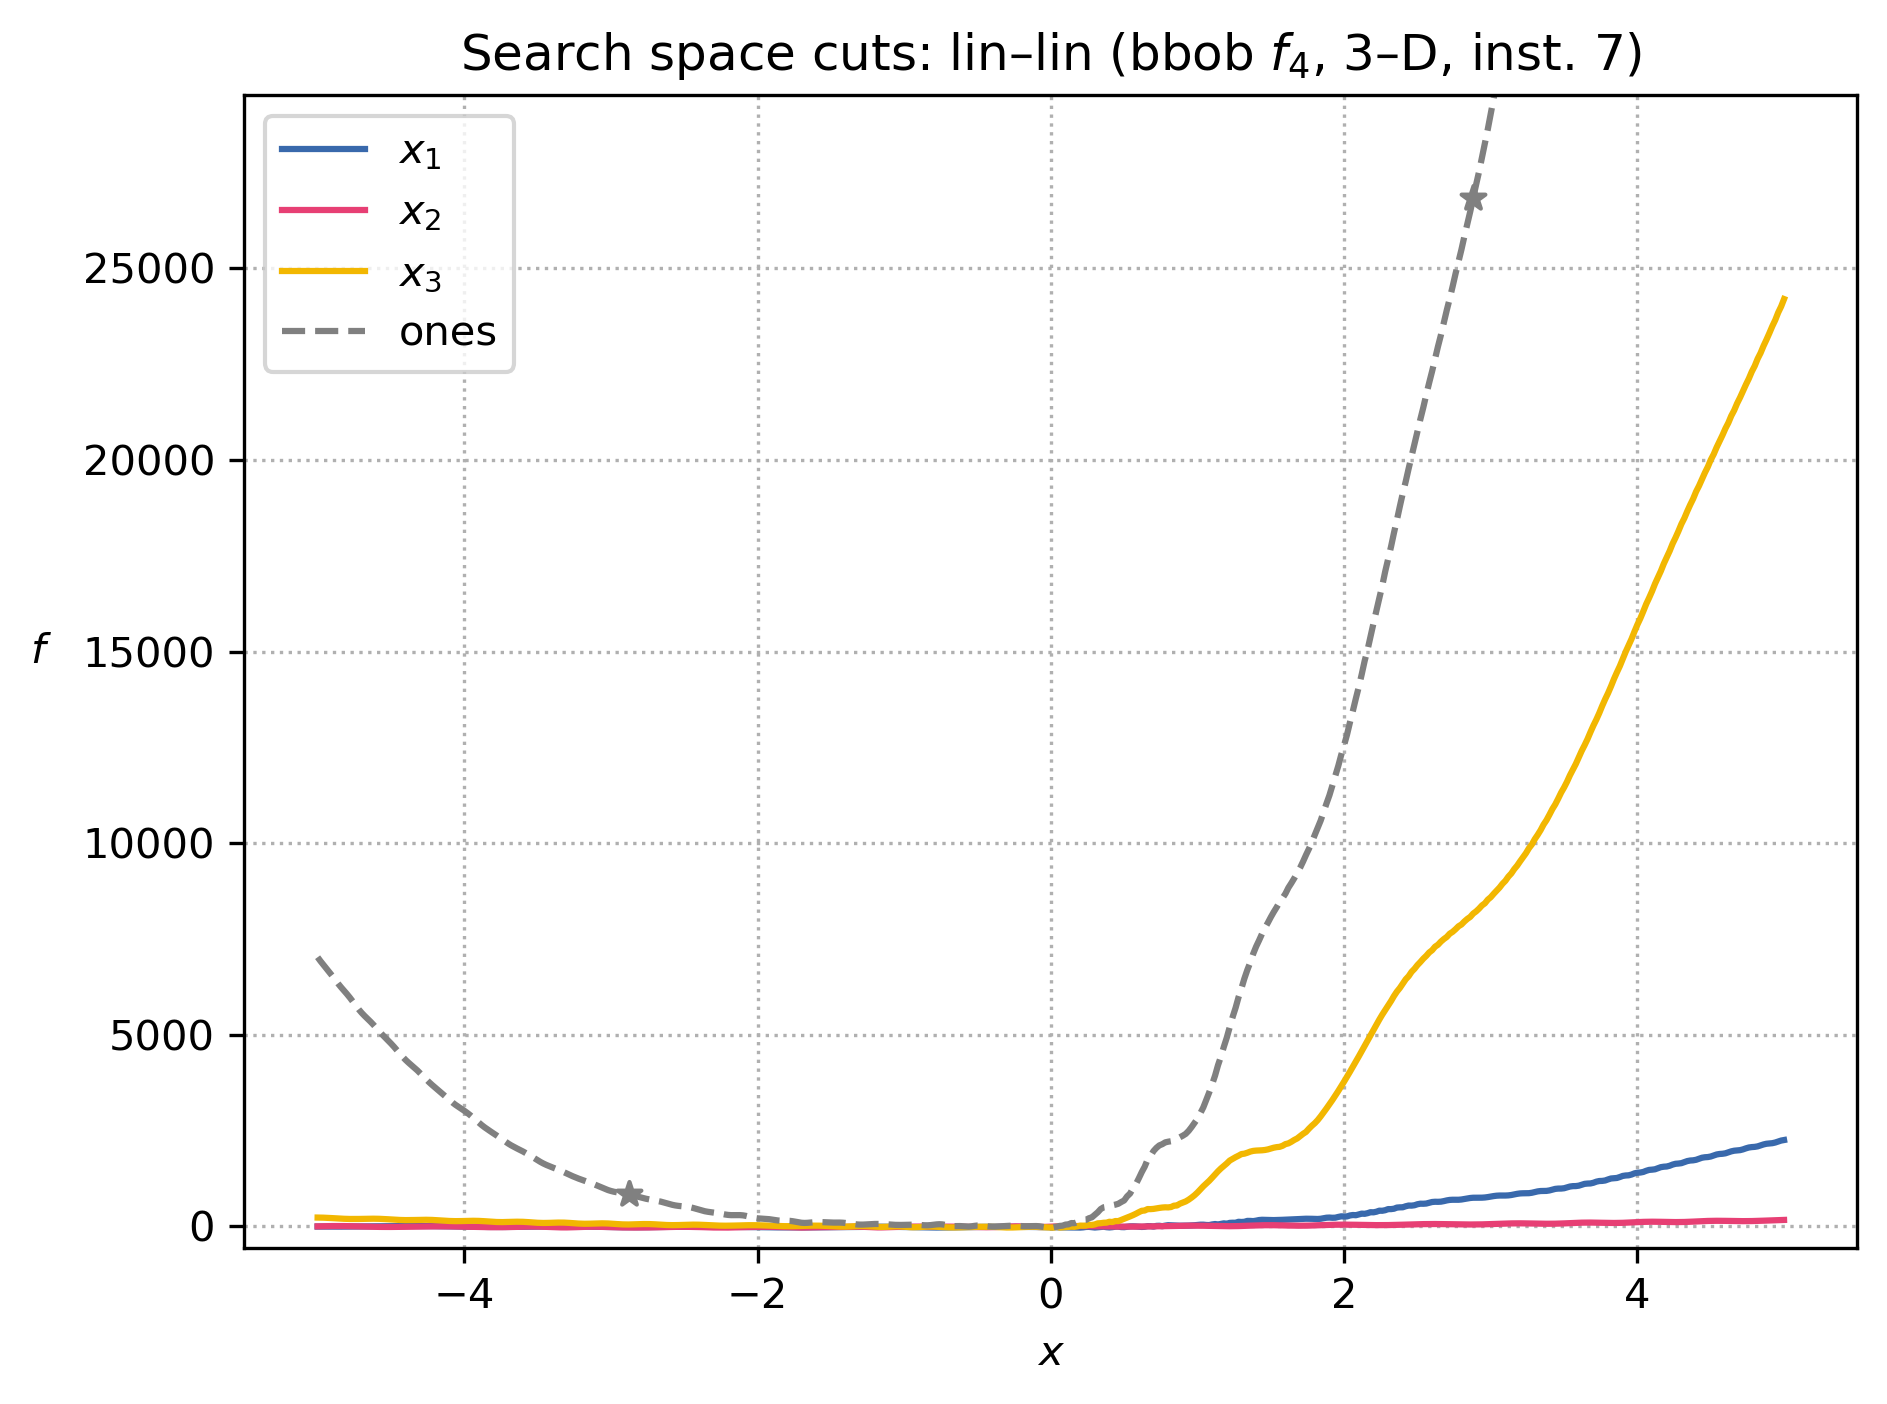 Search space cuts: lin–lin (bbob f₄, 3–D, inst. 7)
x₁
x₂
x₃
ones
25000
20000
f 15000
10000
5000
0
−4 −2 0 2 4
x